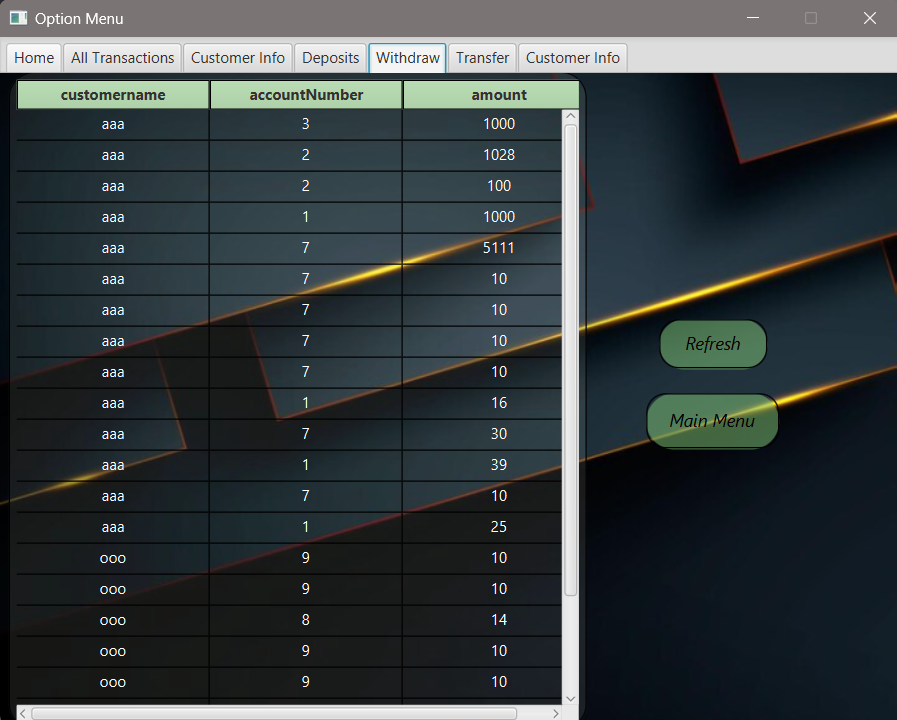 Option Menu
Home All Transactions Customer Info Deposits Withdraw Transfer Customer Info
customername accountNumber amount
aaa 3 1000
aaa 2 1028
aaa 2 100
aaa 1 1000
aaa 7 5111
aaa 7 10
aaa 7 10
aaa 7 10
aaa 7 10
aaa 1 16
aaa 7 30
aaa 1 39
aaa 7 10
aaa 1 25
ooo 9 10
ooo 9 10
ooo 8 14
ooo 9 10
ooo 9 10
Refresh
Main Menu